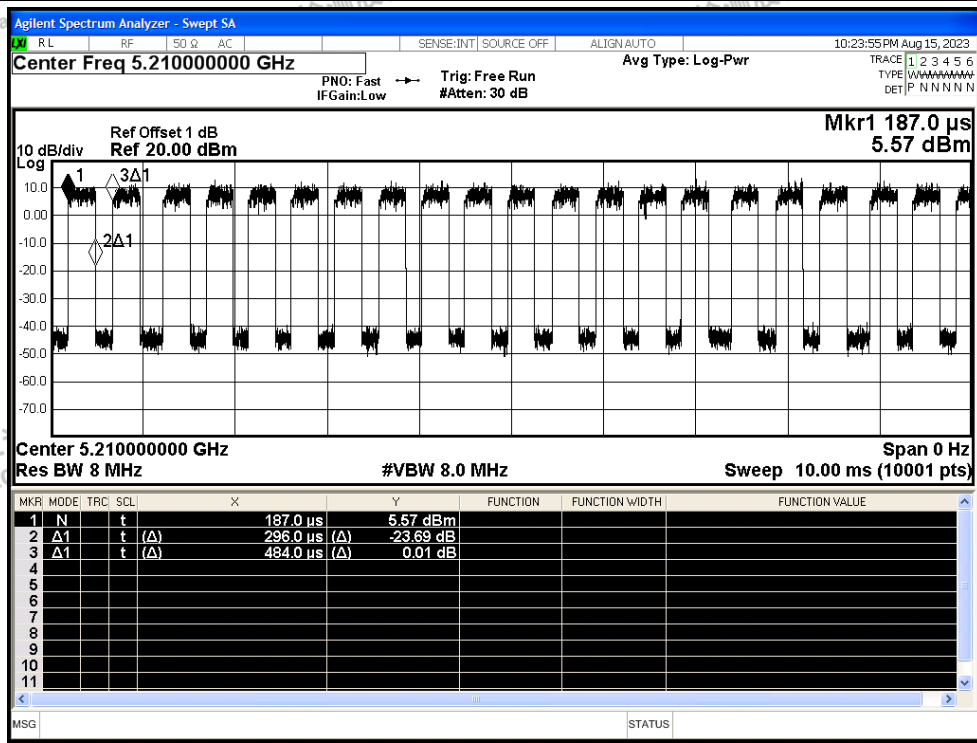 Agilent Spectrum Analyzer - Swept SA
LXI RL RF 50 Ω AC SENSE:INT SOURCE OFF ALIGN AUTO 10:23:55 PM Aug 15, 2023
Center Freq 5.210000000 GHz Avg Type: Log-Pwr TRACE 1 2 3 4 5 6
PNO: Fast Trig: Free Run TYPE
IFGain:Low #Atten: 30 dB DET P N N N N N
Mkr1 187.0 µs
Ref Offset 1 dB
10 dB/div Ref 20.00 dBm 5.57 dBm
Log
1 3Δ1
10.0
0.00
2Δ1
-10.0
-20.0
-30.0
-40.0
-50.0
-60.0
-70.0
Center 5.210000000 GHz Span 0 Hz
Res BW 8 MHz #VBW 8.0 MHz Sweep 10.00 ms (10001 pts)
MKR MODE TRC SCL X Y FUNCTION FUNCTION WIDTH FUNCTION VALUE
1 N t 187.0 µs 5.57 dBm
2 Δ1 t (Δ) 296.0 µs (Δ) -23.69 dB
3 Δ1 t (Δ) 484.0 µs (Δ) 0.01 dB
4
5
6
7
8
9
10
11
MSG STATUS